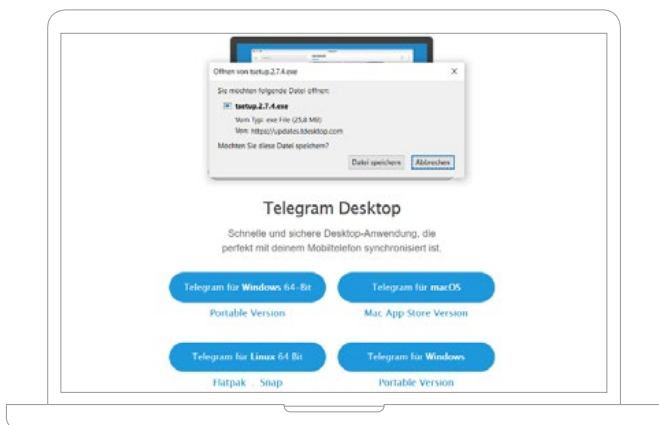 Öffnen von tsetup.2.7.4.exe
Sie möchten folgende Datei öffnen:
tsetup.2.7.4.exe
Vom Typ: exe File (25,8 MB)
Von: https://updates.tdesktop.com
Möchten Sie diese Datei speichern?
Datei speichern Abbrechen
Telegram Desktop
Schnelle und sichere Desktop-Anwendung, die
perfekt mit deinem Mobiltelefon synchronisiert ist.
Telegram für Windows 64-Bit Telegram für macOS
Portable Version Mac App Store Version
Telegram für Linux 64 Bit Telegram für Windows
Flatpak . Snap Portable Version